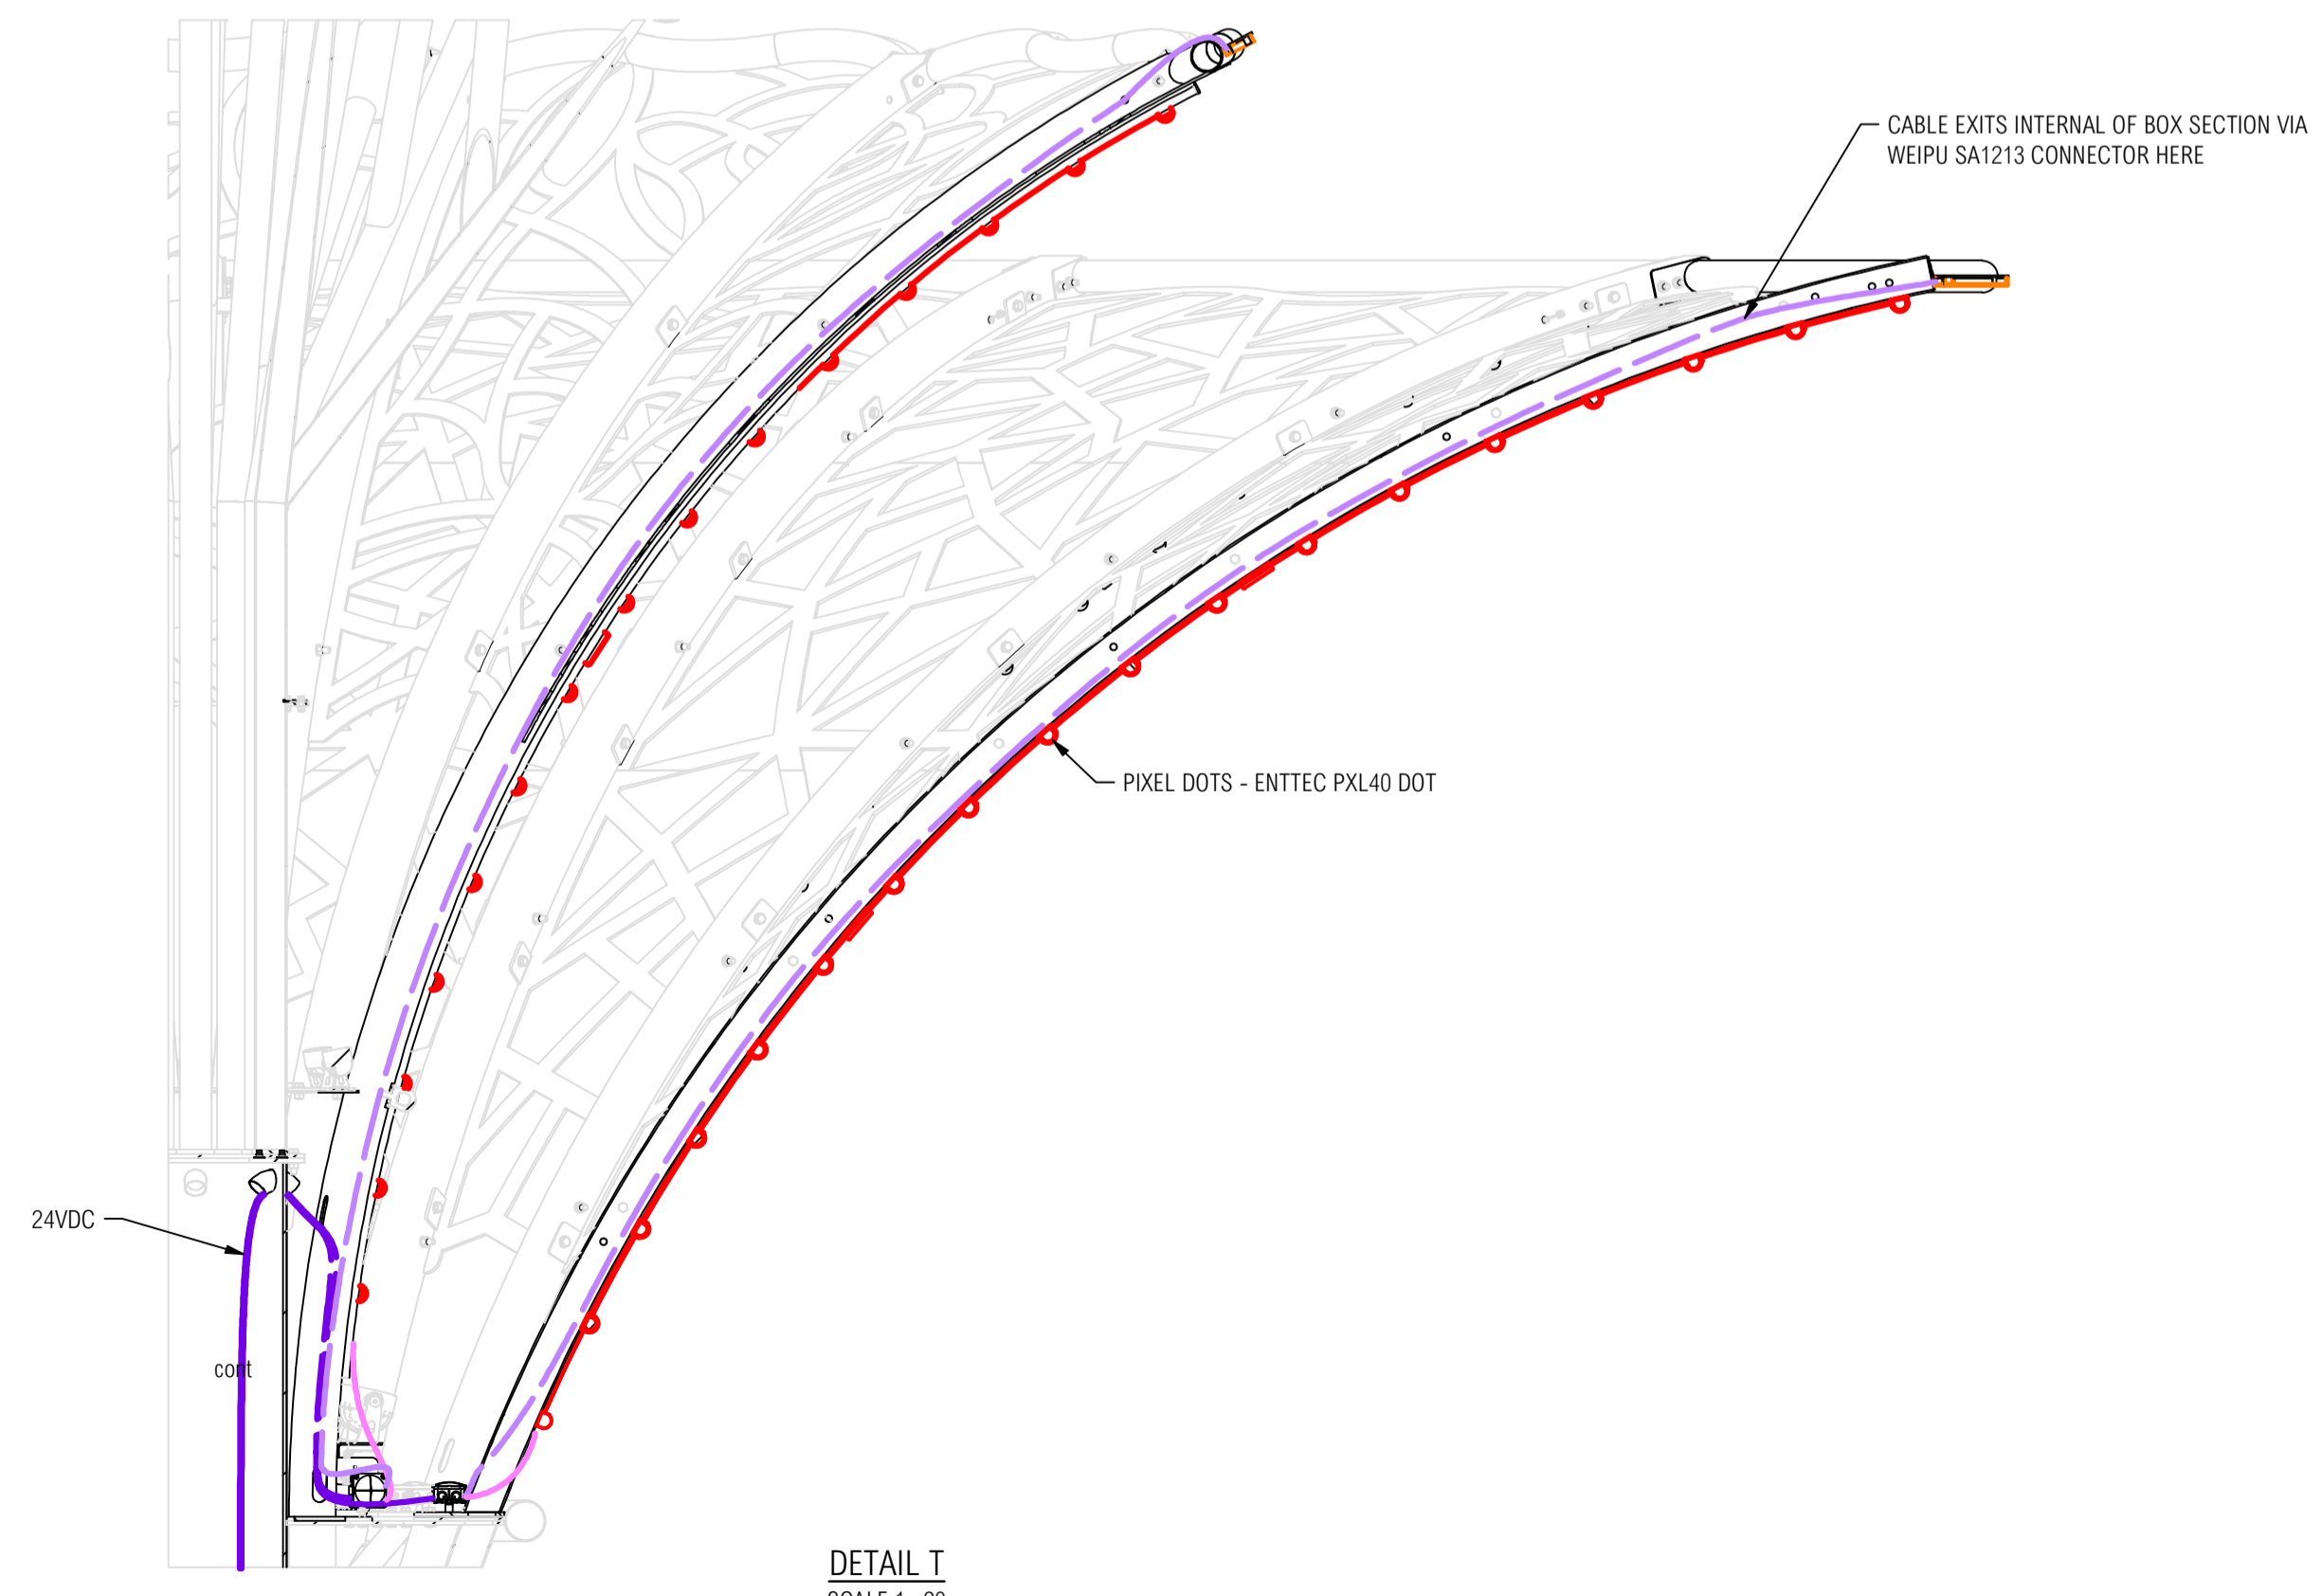 CABLE EXITS INTERNAL OF BOX SECTION VIA
WEIPU SA1213 CONNECTOR HERE
PIXEL DOTS - ENTTEC PXL40 DOT
24VDC
cont
DETAIL T